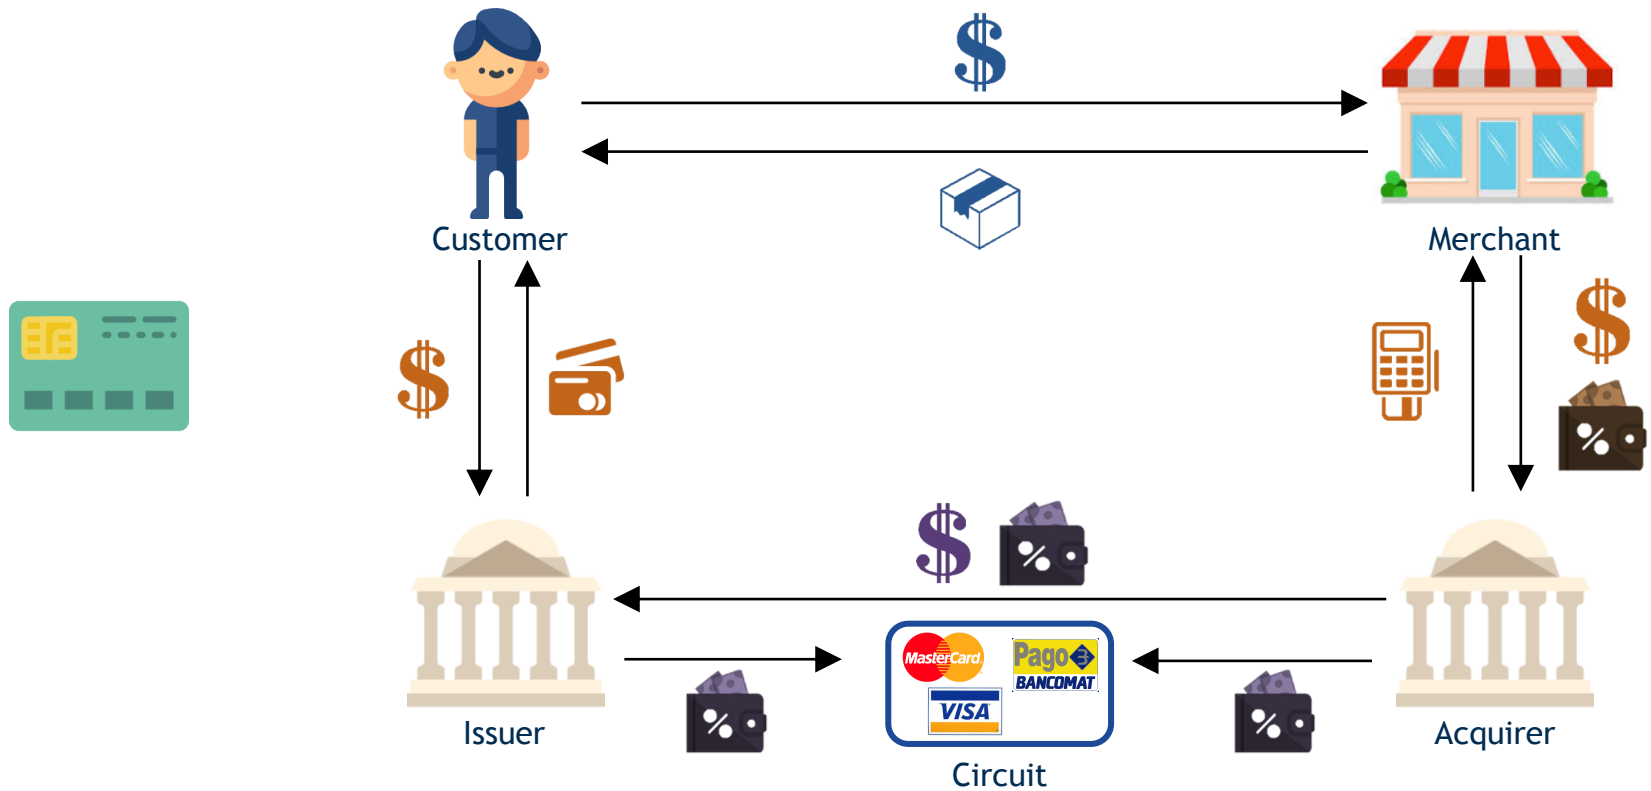 Customer
Merchant
Issuer
Acquirer
MasterCard
Pago
BANCOMAT
VISA
Circuit